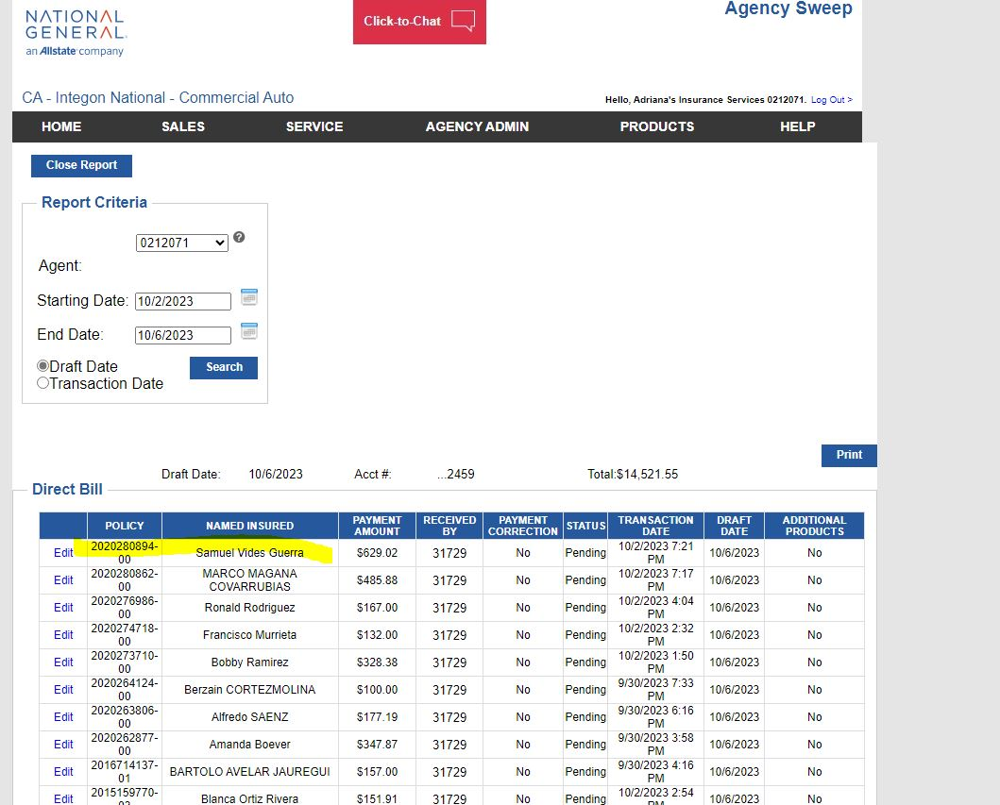 NATIONAL
GENERAL
an Allstate company
Click-to-Chat
Agency Sweep
CA - Integon National - Commercial Auto
Hello, Adriana's Insurance Services 0212071. Log Out >
HOME SALES SERVICE AGENCY ADMIN PRODUCTS HELP
Close Report
Report Criteria
0212071
Agent:
Starting Date: 10/2/2023
End Date: 10/6/2023
Draft Date
Search
Transaction Date
Print
Draft Date: 10/6/2023 Acct #: ...2459 Total:$14,521.55
Direct Bill
POLICY NAMED INSURED PAYMENT AMOUNT RECEIVED BY PAYMENT CORRECTION STATUS TRANSACTION DATE DRAFT DATE ADDITIONAL PRODUCTS
Edit 2020280894-00 Samuel Vides Guerra $629.02 31729 No Pending 10/2/2023 7:21 PM 10/6/2023 No
Edit 2020280862-00 MARCO MAGANA COVARRUBIAS $485.88 31729 No Pending 10/2/2023 7:17 PM 10/6/2023 No
Edit 2020276986-00 Ronald Rodriguez $167.00 31729 No Pending 10/2/2023 4:04 PM 10/6/2023 No
Edit 2020274718-00 Francisco Murrieta $132.00 31729 No Pending 10/2/2023 2:32 PM 10/6/2023 No
Edit 2020273710-00 Bobby Ramirez $328.38 31729 No Pending 10/2/2023 1:50 PM 10/6/2023 No
Edit 2020264124-00 Berzain CORTEZMOLINA $100.00 31729 No Pending 9/30/2023 7:33 PM 10/6/2023 No
Edit 2020263806-00 Alfredo SAENZ $177.19 31729 No Pending 9/30/2023 6:16 PM 10/6/2023 No
Edit 2020262877-00 Amanda Boever $347.87 31729 No Pending 9/30/2023 3:58 PM 10/6/2023 No
Edit 2016714137-01 BARTOLO AVELAR JAUREGUI $157.00 31729 No Pending 9/30/2023 4:16 PM 10/6/2023 No
Edit 2015159770- Blanca Ortiz Rivera $151.91 31729 No Pending 10/2/2023 2:54 PM 10/6/2023 No